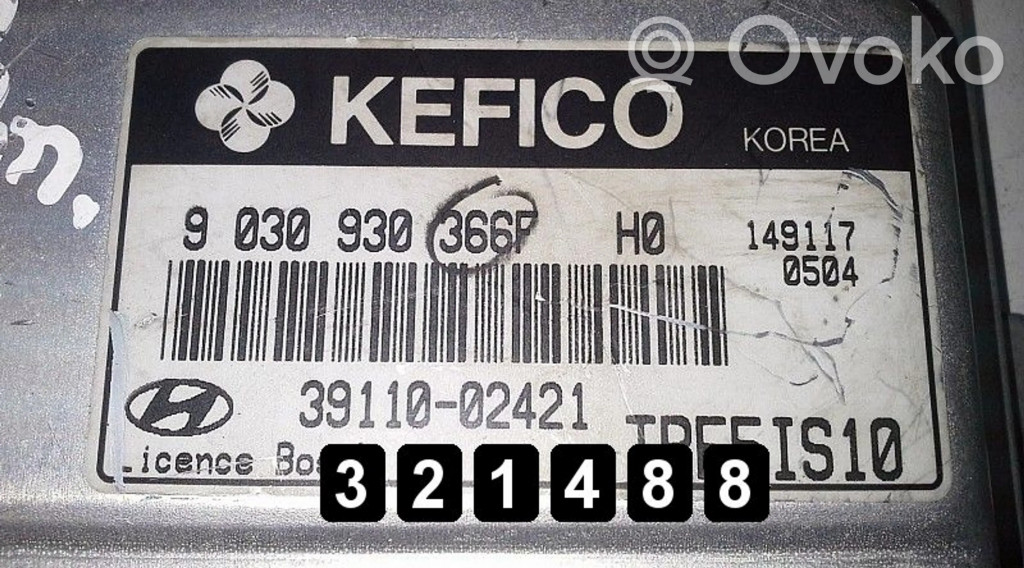 Ovoko
KEFICO KOREA
9 030 930 366F H0 149117
0504
39110-02421
Licence IS10
3 2 1 4 8 8